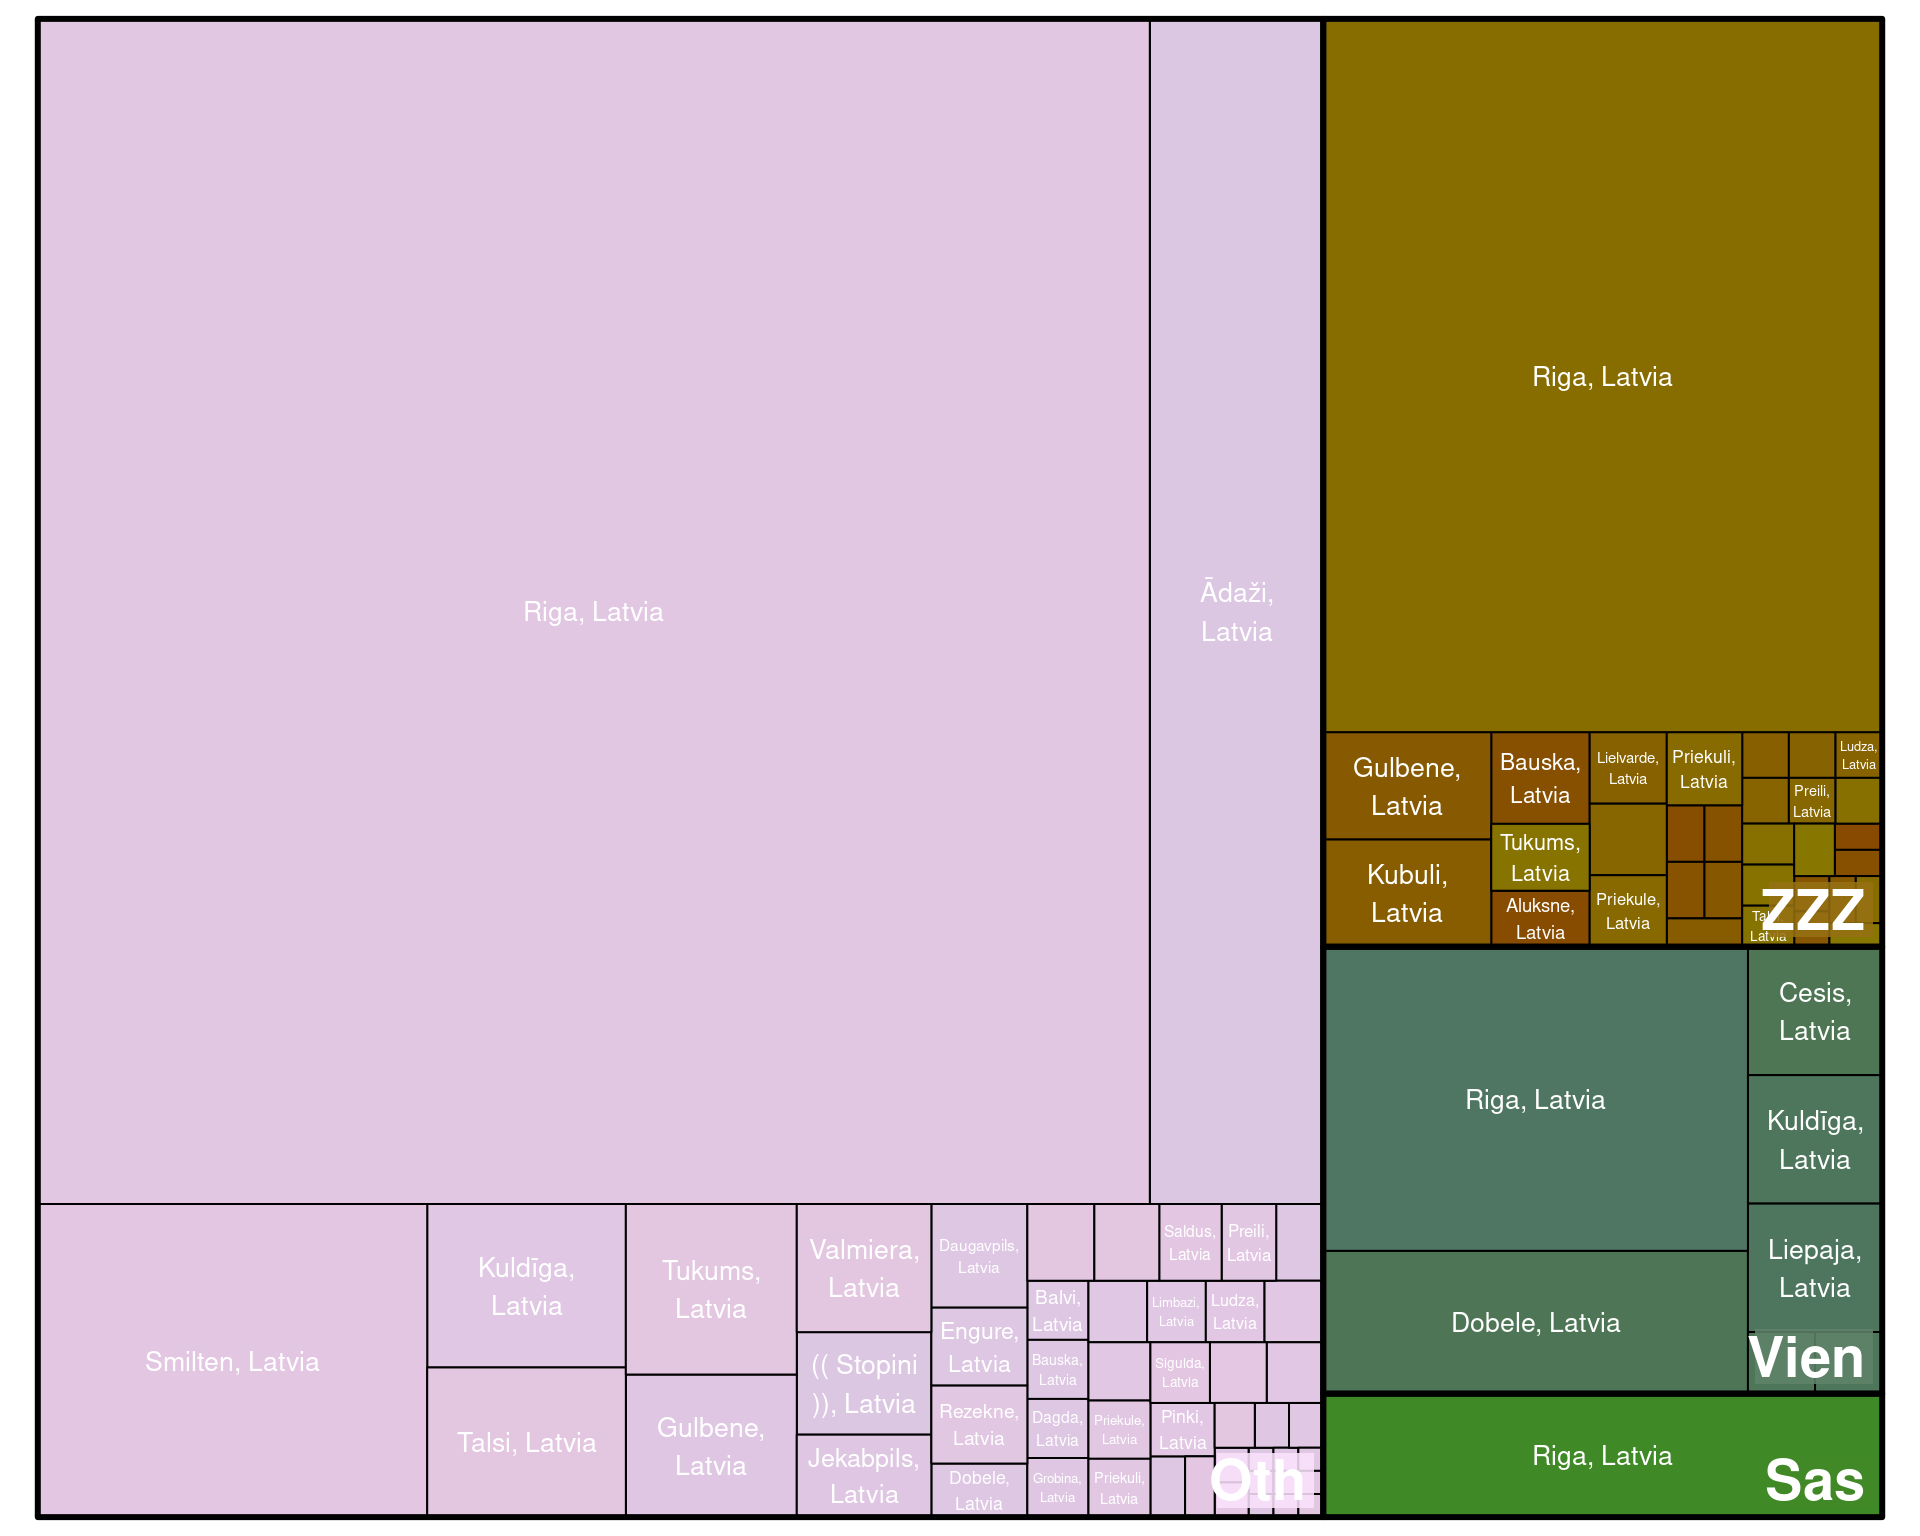 Riga, Latvia
Ādaži,
Latvia
Smilten, Latvia
Kuldīga,
Latvia
Talsi, Latvia
Tukums,
Latvia
Gulbene,
Latvia
Valmiera,
Latvia
(( Stopini
)), Latvia
Jekabpils,
Latvia
Daugavpils,
Latvia
Engure,
Latvia
Rezekne,
Latvia
Dobele,
Latvia
Balvi,
Latvia
Bauska,
Latvia
Dagda,
Latvia
Grobina,
Latvia
Priekule,
Latvia
Priekuli,
Latvia
Saldus,
Latvia
Preili,
Latvia
Limbazi,
Latvia
Ludza,
Latvia
Sigulda,
Latvia
Pinki,
Latvia
Oth
Riga, Latvia
Gulbene,
Latvia
Kubuli,
Latvia
Bauska,
Latvia
Tukums,
Latvia
Aluksne,
Latvia
Lielvarde,
Latvia
Priekule,
Latvia
Priekuli,
Latvia
Ludza,
Latvia
Preili,
Latvia
Latvia
ZZZ
Riga, Latvia
Dobele, Latvia
Cesis,
Latvia
Kuldīga,
Latvia
Liepaja,
Latvia
Vien
Riga, Latvia
Sas